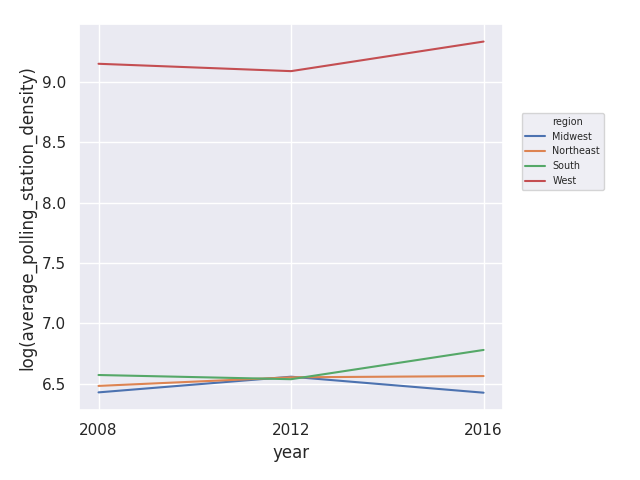 log(average_polling_station_density)
9.0
8.5
8.0
7.5
7.0
6.5
2008
2012
2016
year
region
Midwest
Northeast
South
West